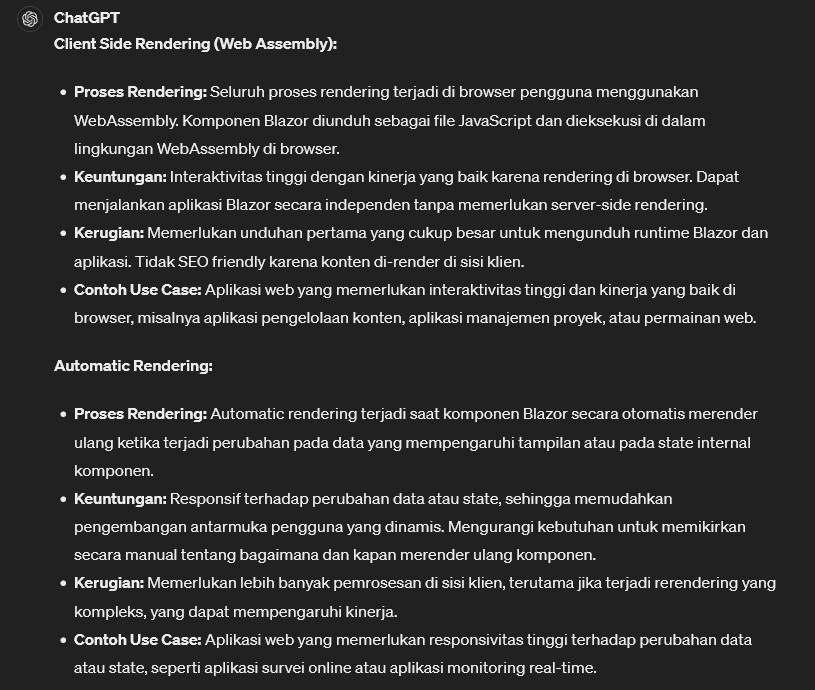 ChatGPT
Client Side Rendering (Web Assembly):
• Proses Rendering: Seluruh proses rendering terjadi di browser pengguna menggunakan
WebAssembly. Komponen Blazor diunduh sebagai file JavaScript dan dieksekusi di dalam
lingkungan WebAssembly di browser.
• Keuntungan: Interaktivitas tinggi dengan kinerja yang baik karena rendering di browser. Dapat
menjalankan aplikasi Blazor secara independen tanpa memerlukan server-side rendering.
• Kerugian: Memerlukan unduhan pertama yang cukup besar untuk mengunduh runtime Blazor dan
aplikasi. Tidak SEO friendly karena konten di-render di sisi klien.
• Contoh Use Case: Aplikasi web yang memerlukan interaktivitas tinggi dan kinerja yang baik di
browser, misalnya aplikasi pengelolaan konten, aplikasi manajemen proyek, atau permainan web.
Automatic Rendering:
• Proses Rendering: Automatic rendering terjadi saat komponen Blazor secara otomatis merender
ulang ketika terjadi perubahan pada data yang mempengaruhi tampilan atau pada state internal
komponen.
• Keuntungan: Responsif terhadap perubahan data atau state, sehingga memudahkan
pengembangan antarmuka pengguna yang dinamis. Mengurangi kebutuhan untuk memikirkan
secara manual tentang bagaimana dan kapan merender ulang komponen.
• Kerugian: Memerlukan lebih banyak pemrosesan di sisi klien, terutama jika terjadi rerendering yang
kompleks, yang dapat mempengaruhi kinerja.
• Contoh Use Case: Aplikasi web yang memerlukan responsivitas tinggi terhadap perubahan data
atau state, seperti aplikasi survei online atau aplikasi monitoring real-time.